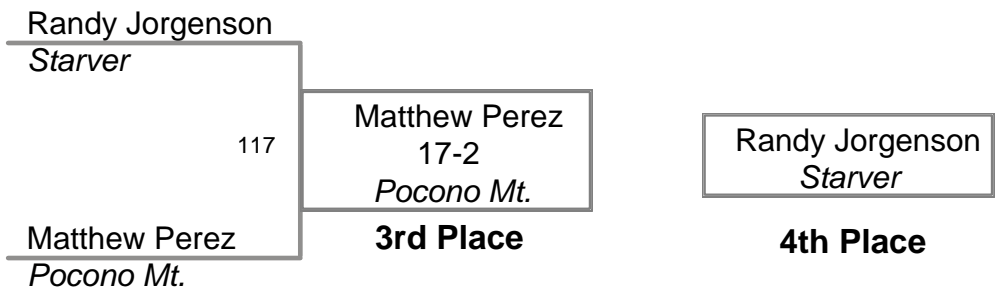 Randy Jorgenson
Starver
117
Matthew Perez
17-2
Pocono Mt.
3rd Place
Matthew Perez
Pocono Mt.
Randy Jorgenson
Starver
4th Place